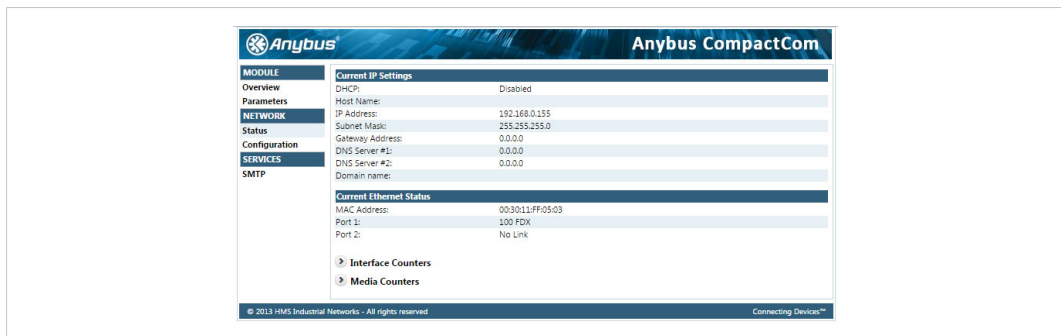 Anybus®
Anybus CompactCom
MODULE
Overview
Parameters
NETWORK
Status
Configuration
SERVICES
SMTP
Current IP Settings
DHCP: Disabled
Host Name:
IP Address: 192.168.0.155
Subnet Mask: 255.255.255.0
Gateway Address: 0.0.0.0
DNS Server #1: 0.0.0.0
DNS Server #2: 0.0.0.0
Domain name:
Current Ethernet Status
MAC Address: 00:30:11:FF:05:03
Port 1: 100 FDX
Port 2: No Link
Interface Counters
Media Counters
© 2013 HMS Industrial Networks - All rights reserved
Connecting Devices™